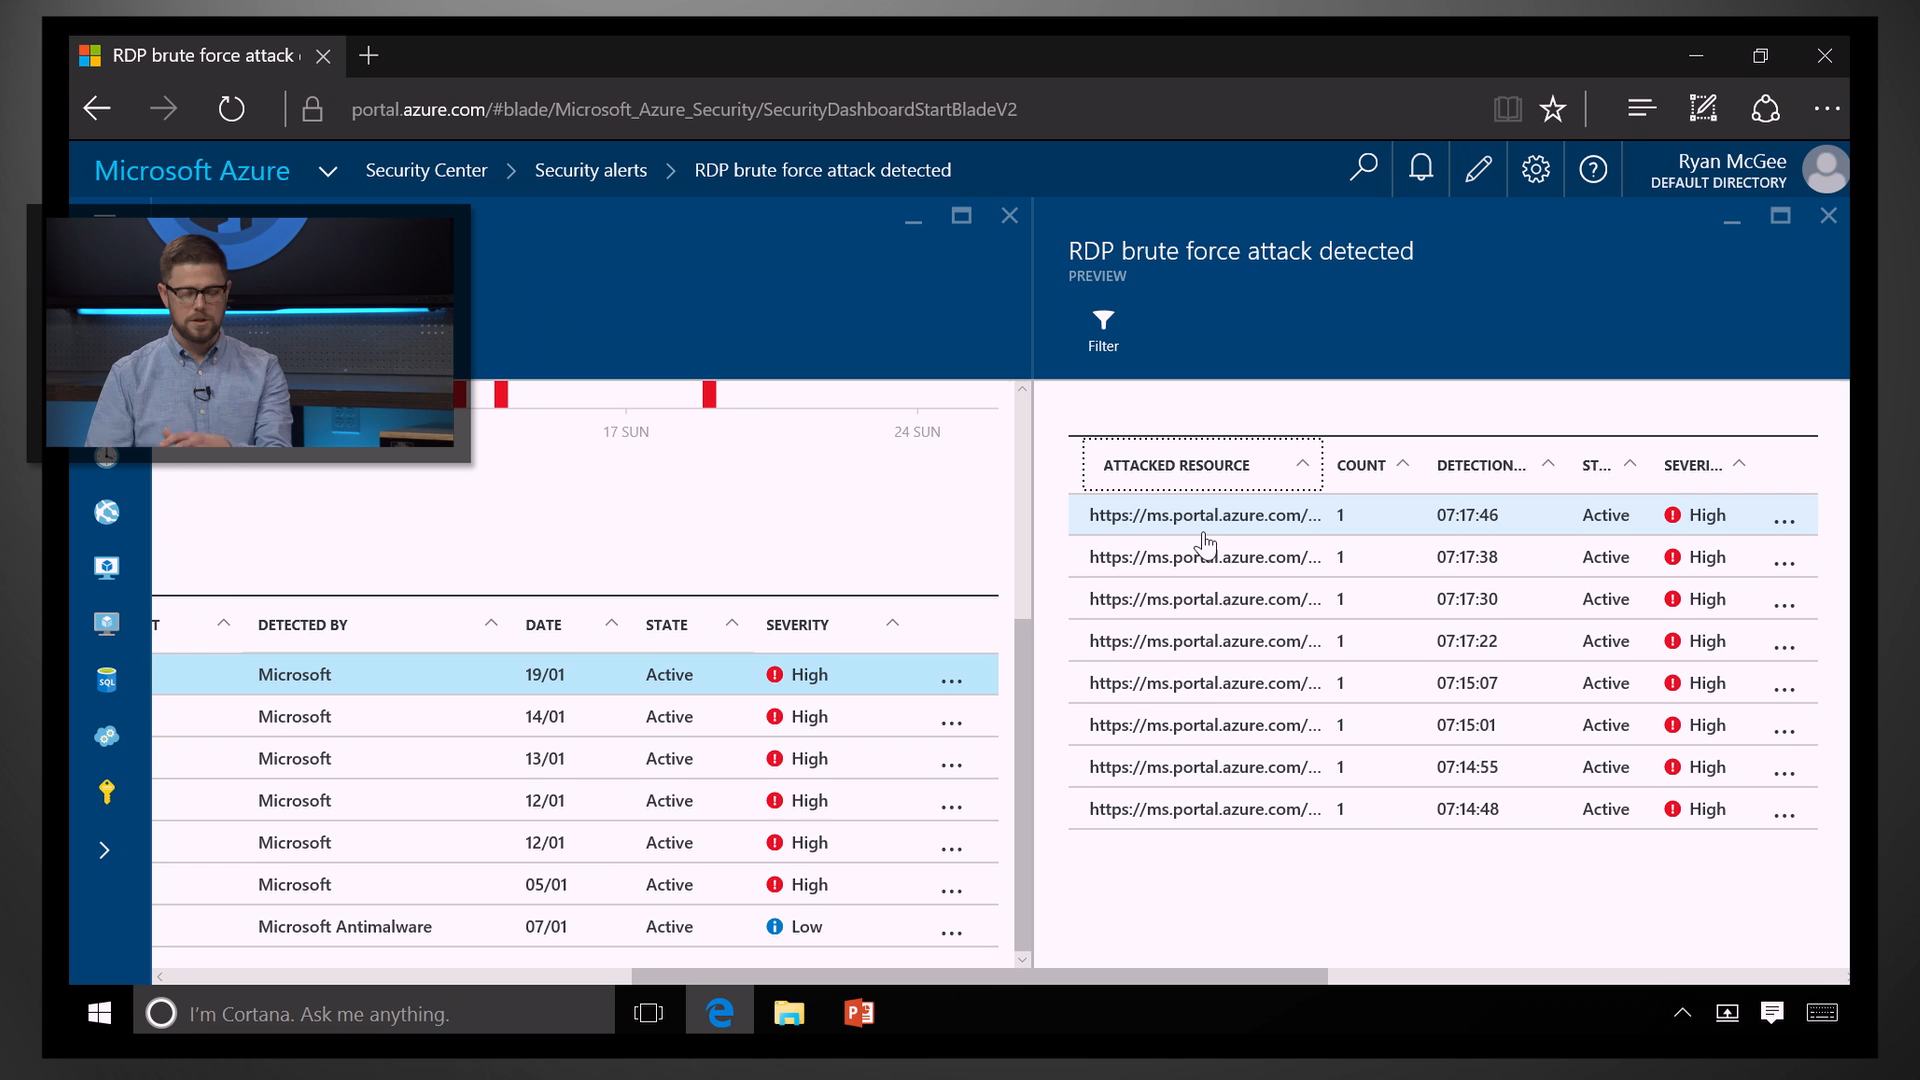 RDP brute force attack
portal.azure.com/#blade/Microsoft_Azure_Security/SecurityDashboardStartBladeV2
Microsoft Azure
Security Center
Security alerts
RDP brute force attack detected
Ryan McGee
DEFAULT DIRECTORY
RDP brute force attack detected
PREVIEW
Filter
17 SUN
24 SUN
T DETECTED BY DATE STATE SEVERITY
Microsoft 19/01 Active High ...
Microsoft 14/01 Active High ...
Microsoft 13/01 Active High ...
Microsoft 12/01 Active High ...
Microsoft 12/01 Active High ...
Microsoft 05/01 Active High ...
Microsoft Antimalware 07/01 Active Low ...
ATTACKED RESOURCE COUNT DETECTION... ST... SEVERI...
https://ms.portal.azure.com/... 1 07:17:46 Active High ...
https://ms.portal.azure.com/... 1 07:17:38 Active High ...
https://ms.portal.azure.com/... 1 07:17:30 Active High ...
https://ms.portal.azure.com/... 1 07:17:22 Active High ...
https://ms.portal.azure.com/... 1 07:15:07 Active High ...
https://ms.portal.azure.com/... 1 07:15:01 Active High ...
https://ms.portal.azure.com/... 1 07:14:55 Active High ...
https://ms.portal.azure.com/... 1 07:14:48 Active High ...
SQL
I'm Cortana. Ask me anything.
P